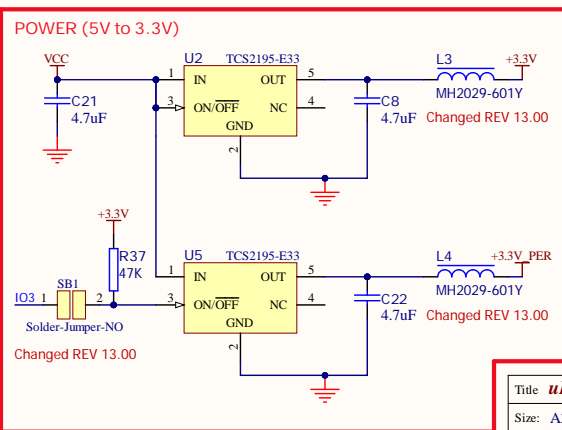 POWER (5V to 3.3V)
VCC
U2 TCS2195-E33
L3
+3.3V
1 IN OUT 5
C21
4.7uF
3 ON/OFF NC 4
GND
2
C8
4.7uF
MH2029-601Y
Changed REV 13.00
+3.3V
R37
47K
U5 TCS2195-E33
L4
+3.3V_PER
1 IN OUT 5
IO3 1 SB1 2
3 ON/OFF NC 4
GND
2
C22
4.7uF
MH2029-601Y
Changed REV 13.00
Solder-Jumper-NO
Changed REV 13.00
Title
Size: